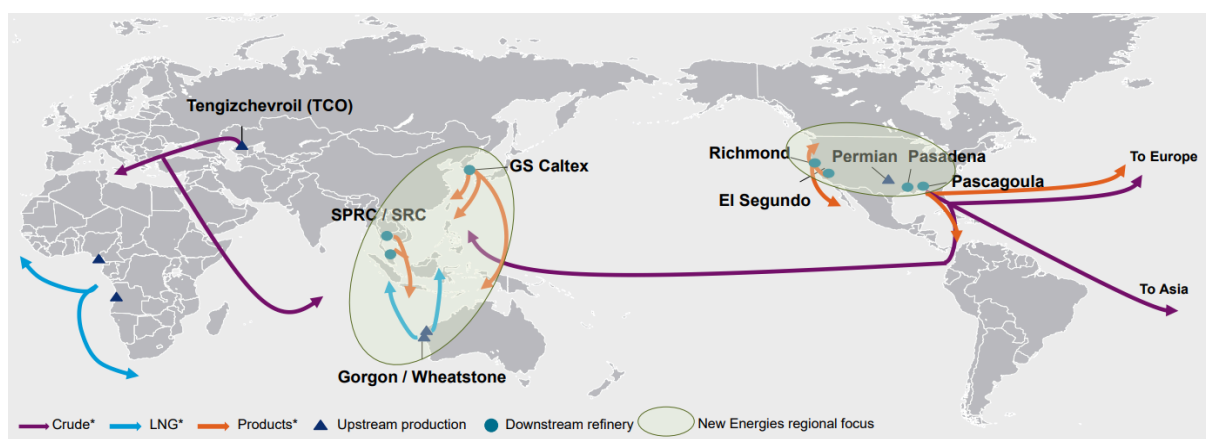 Tengizchevroil (TCO)
GS Caltex
SPRC / SRC
Gorgon / Wheatstone
Richmond
Permian
Pasadena
El Segundo
Pascagoula
To Europe
To Asia
Crude* LNG* Products* Upstream production Downstream refinery New Energies regional focus